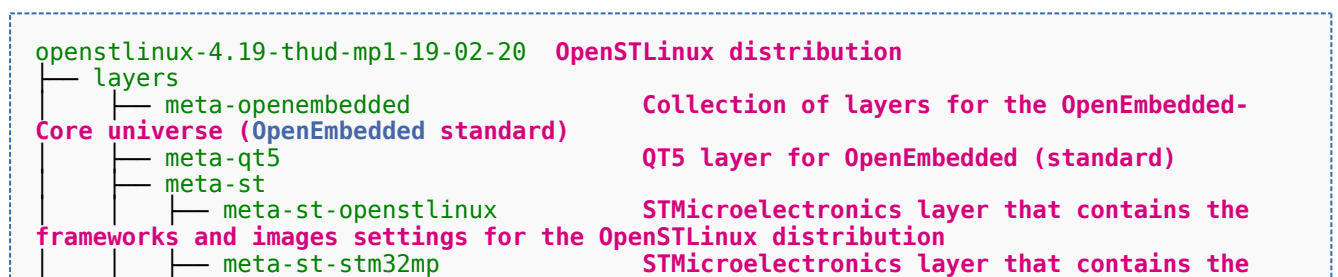 openstlinux-4.19-thud-mp1-19-02-20  OpenSTLinux distribution
├── layers
│    ├── meta-openembedded                Collection of layers for the OpenEmbedded-
Core universe (OpenEmbedded standard)
│    ├── meta-qt5                         QT5 layer for OpenEmbedded (standard)
│    ├── meta-st
│    │   ├── meta-st-openstlinux          STMicroelectronics layer that contains the
frameworks and images settings for the OpenSTLinux distribution
│    │   ├── meta-st-stm32mp              STMicroelectronics layer that contains the